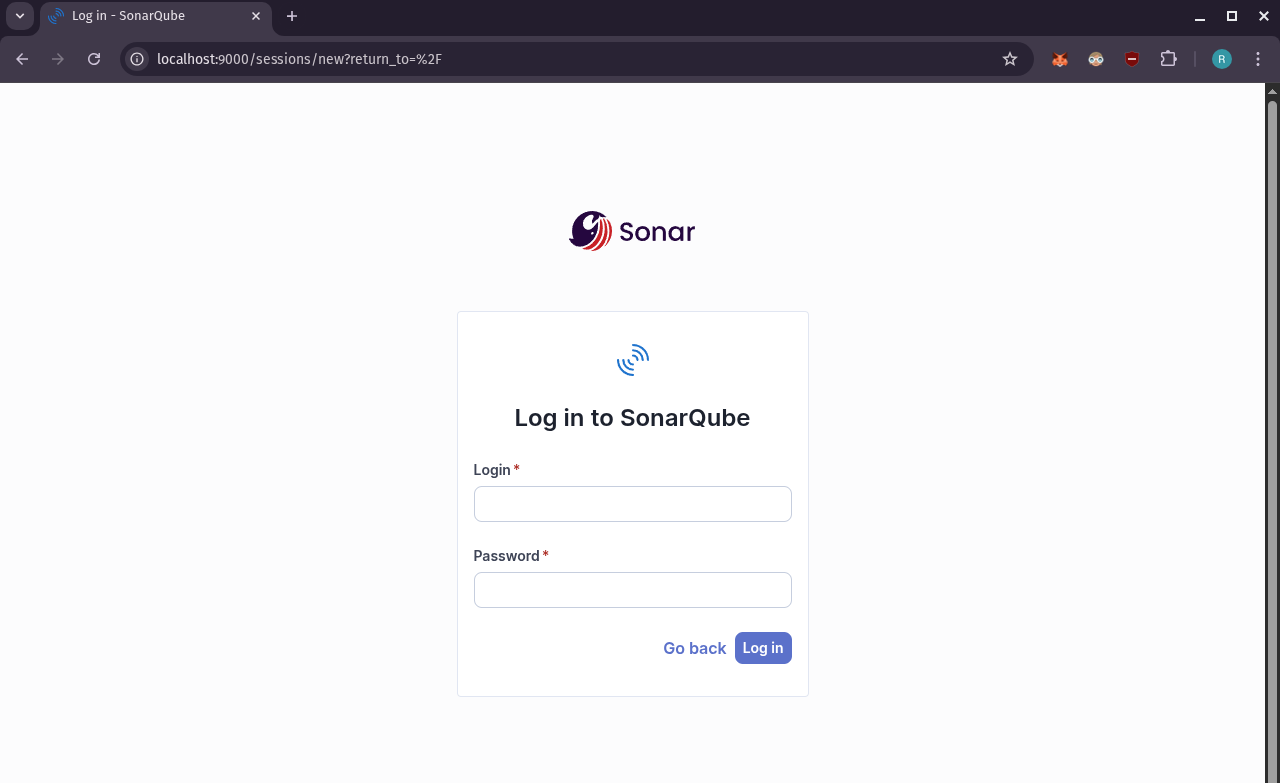 Log in - SonarQube
localhost:9000/sessions/new?return_to=%2F
R
Sonar
Log in to SonarQube
Login *
Password *
Go back
Log in